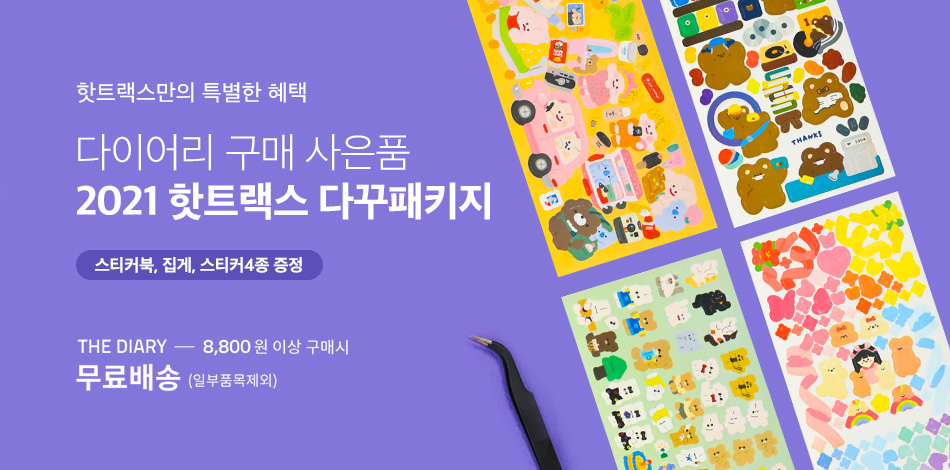 핫트랙스만의 특별한 혜택
다이어리 구매 사은품
2021 핫트랙스 다꾸패키지
스티커북, 집게, 스티커4종 증정
THE DIARY — 8,800원 이상 구매시
무료배송 (일부품목제외)
THANKS